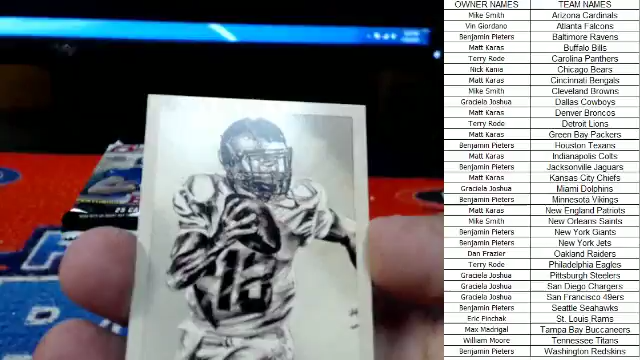 OWNER NAMES TEAM NAMES
Mike Smith Arizona Cardinals
Vin Giordano Atlanta Falcons
Benjamin Pieters Baltimore Ravens
Matt Karas Buffalo Bills
Terry Rode Carolina Panthers
Nick Kania Chicago Bears
Matt Karas Cincinnati Bengals
Mike Smith Cleveland Browns
Graciela Joshua Dallas Cowboys
Matt Karas Denver Broncos
Terry Rode Detroit Lions
Matt Karas Green Bay Packers
Benjamin Pieters Houston Texans
Matt Karas Indianapolis Colts
Benjamin Pieters Jacksonville Jaguars
Matt Karas Kansas City Chiefs
Graciela Joshua Miami Dolphins
Benjamin Pieters Minnesota Vikings
Matt Karas New England Patriots
Mike Smith New Orleans Saints
Benjamin Pieters New York Giants
Benjamin Pieters New York Jets
Dan Frazier Oakland Raiders
Terry Rode Philadelphia Eagles
Graciela Joshua Pittsburgh Steelers
Graciela Joshua San Diego Chargers
Graciela Joshua San Francisco 49ers
Benjamin Pieters Seattle Seahawks
Eric Finchak St. Louis Rams
Max Madrigal Tampa Bay Buccaneers
William Moore Tennessee Titans
Benjamin Pieters Washington Redskins